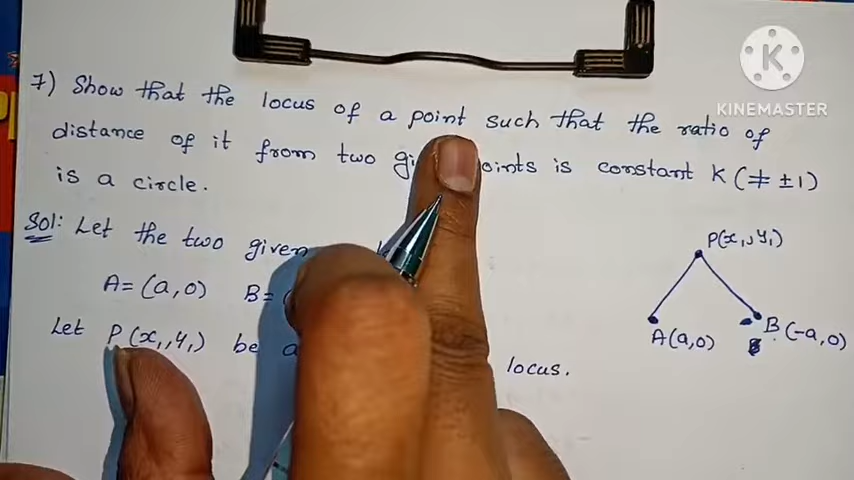 7) Show that the locus of a point such that the ratio of
distance of it from two points is constant K (≠ ±1)
is a circle.
Sol: Let the two given
A= (a,0) B=
Let P(x₁,y₁) be locus.
P(x₁,y₁)
A(a,0)
B(-a,0)
K
KINEMASTER